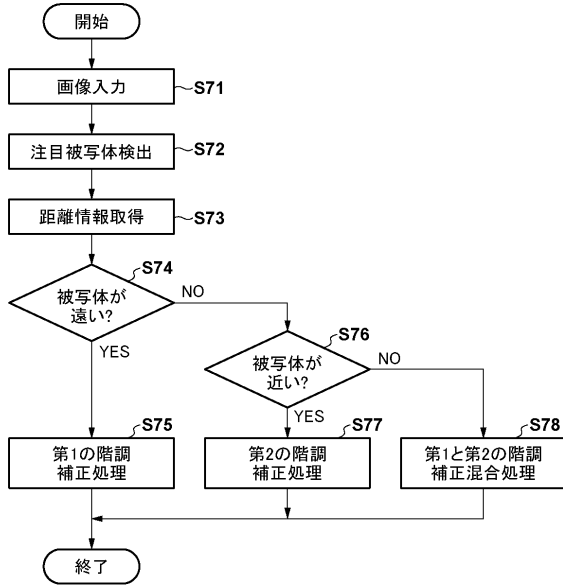 開始
画像入力
S71
注目被写体検出
S72
距離情報取得
S73
S74
被写体が
遠い?
NO
YES
S76
被写体が
近い?
NO
YES
S75
第1の階調
補正処理
S77
第2の階調
補正処理
S78
第1と第2の階調
補正混合処理
終了